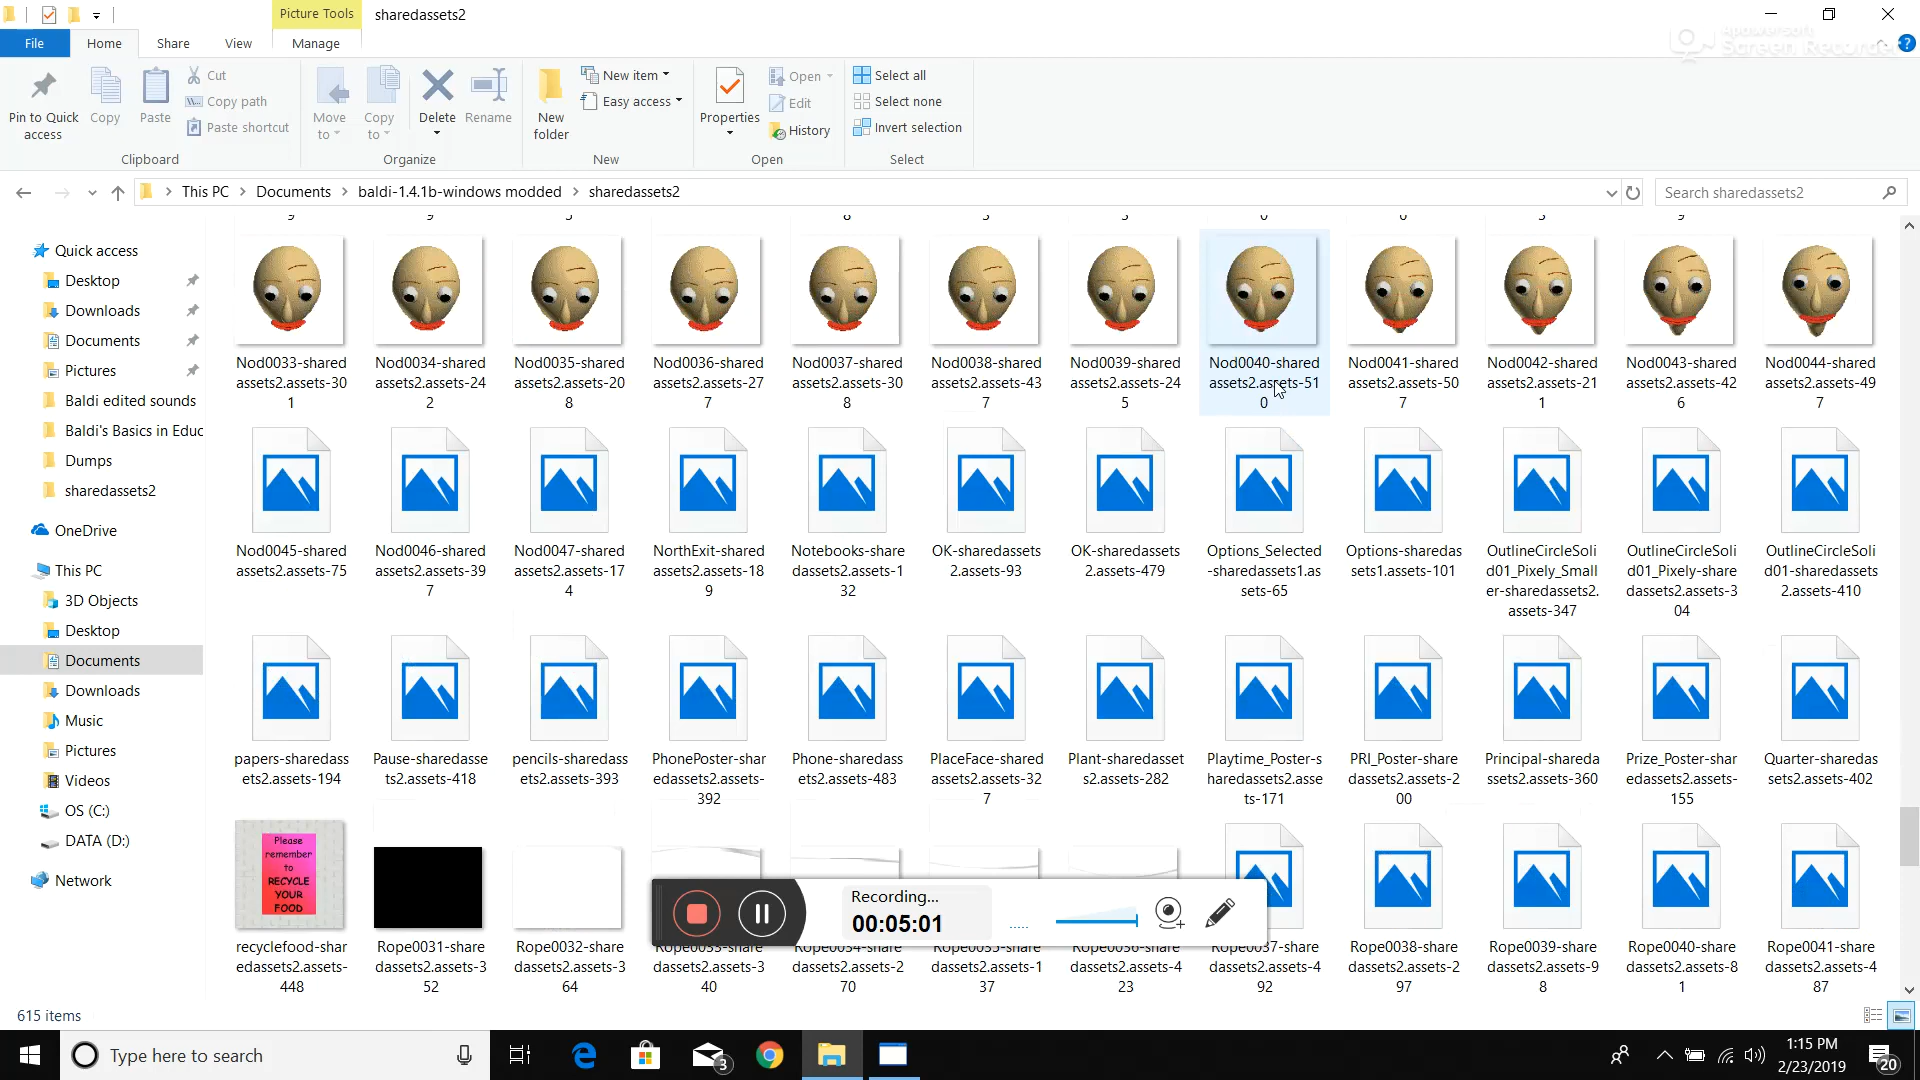 Picture Tools
sharedassets2
Apowersoft
Screen Recorder
File
Home
Share
View
Manage
Pin to Quick
access
Copy
Paste
Cut
Copy path
Paste shortcut
Clipboard
Move
to
Copy
to
Delete
Rename
Organize
New
folder
New item
Easy access
New
Properties
Open
Edit
History
Open
Select all
Select none
Invert selection
Select
This PC > Documents > baldi-1.4.1b-windows modded > sharedassets2
Search sharedassets2
Quick access
Desktop
Downloads
Documents
Pictures
Baldi edited sounds
Baldi's Basics in Educ
Dumps
sharedassets2
OneDrive
This PC
3D Objects
Desktop
Documents
Downloads
Music
Pictures
Videos
OS (C:)
DATA (D:)
Network
Nod0033-shared
assets2.assets-30
1
Nod0034-shared
assets2.assets-24
2
Nod0035-shared
assets2.assets-20
8
Nod0036-shared
assets2.assets-27
7
Nod0037-shared
assets2.assets-30
8
Nod0038-shared
assets2.assets-43
7
Nod0039-shared
assets2.assets-24
5
Nod0040-shared
assets2.assets-51
0
Nod0041-shared
assets2.assets-50
7
Nod0042-shared
assets2.assets-21
1
Nod0043-shared
assets2.assets-42
6
Nod0044-shared
assets2.assets-49
7
Nod0045-shared
assets2.assets-75
Nod0046-shared
assets2.assets-39
7
Nod0047-shared
assets2.assets-17
4
NorthExit-shared
assets2.assets-18
9
Notebooks-share
dassets2.assets-1
32
OK-sharedassets
2.assets-93
OK-sharedassets
2.assets-479
Options_Selected
-sharedassets1.as
sets-65
Options-sharedas
sets1.assets-101
OutlineCircleSoli
d01_Pixely_Small
er-sharedassets2.
assets-347
OutlineCircleSoli
d01_Pixely-share
dassets2.assets-3
04
OutlineCircleSoli
d01-sharedassets
2.assets-410
papers-sharedass
ets2.assets-194
Pause-sharedasse
ts2.assets-418
pencils-sharedass
ets2.assets-393
PhonePoster-shar
edassets2.assets-
392
Phone-sharedass
ets2.assets-483
PlaceFace-shared
assets2.assets-32
7
Plant-sharedasset
s2.assets-282
Playtime_Poster-s
haredassets2.asse
ts-171
PRI_Poster-share
dassets2.assets-2
00
Principal-shareda
ssets2.assets-360
Prize_Poster-shar
edassets2.assets-
155
Quarter-sharedas
sets2.assets-402
Please
remember
to
RECYCLE
YOUR
FOOD
recyclefood-shar
edassets2.assets-
448
Rope0031-share
dassets2.assets-3
52
Rope0032-share
dassets2.assets-3
64
Rope0033-share
dassets2.assets-3
40
Rope0034-share
dassets2.assets-2
70
Rope0035-share
dassets2.assets-1
37
Rope0036-share
dassets2.assets-4
23
Rope0037-share
dassets2.assets-4
92
Rope0038-share
dassets2.assets-2
97
Rope0039-share
dassets2.assets-9
8
Rope0040-share
dassets2.assets-8
1
Rope0041-share
dassets2.assets-4
87
Recording...
00:05:01
615 items
Type here to search
3
1:15 PM
2/23/2019
20